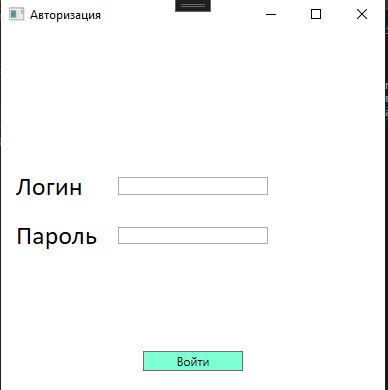 Авторизация
Логин
Пароль
Войти